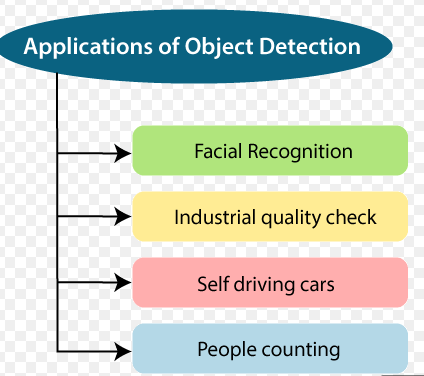 Applications of Object Detection
Facial Recognition
Industrial quality check
Self driving cars
People counting